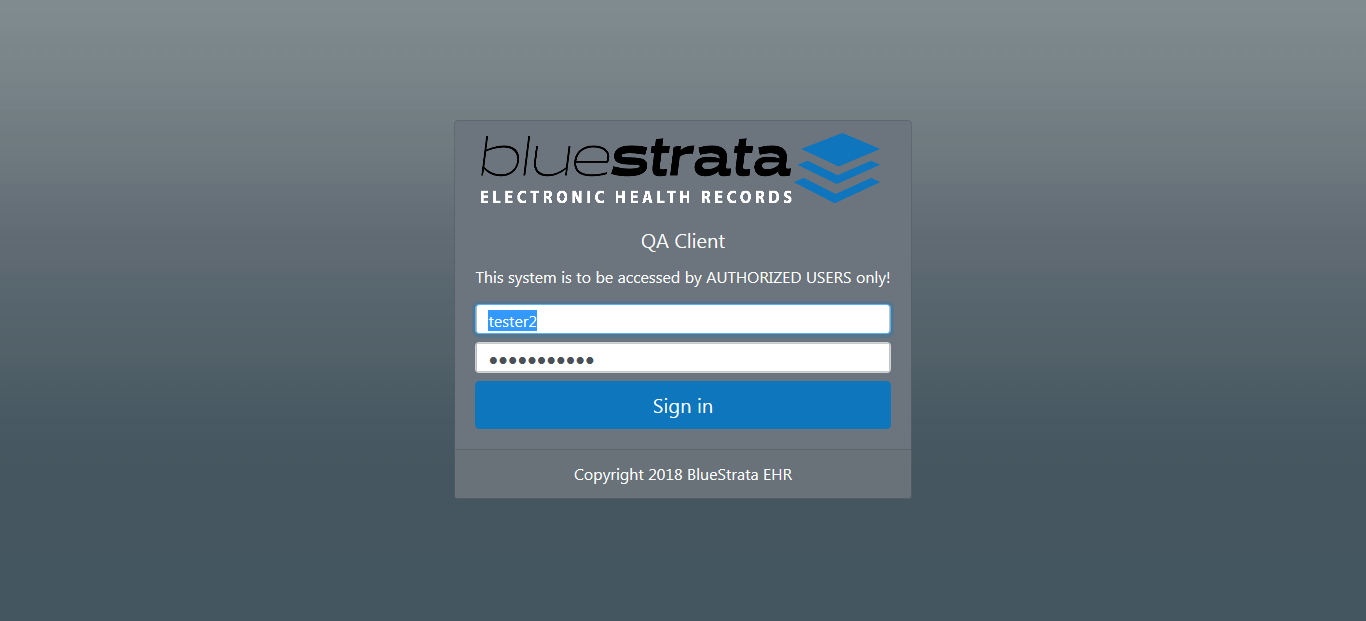 bluestrata
ELECTRONIC HEALTH RECORDS
QA Client
This system is to be accessed by AUTHORIZED USERS only!
tester2
●●●●●●●●●●●
Sign in
Copyright 2018 BlueStrata EHR